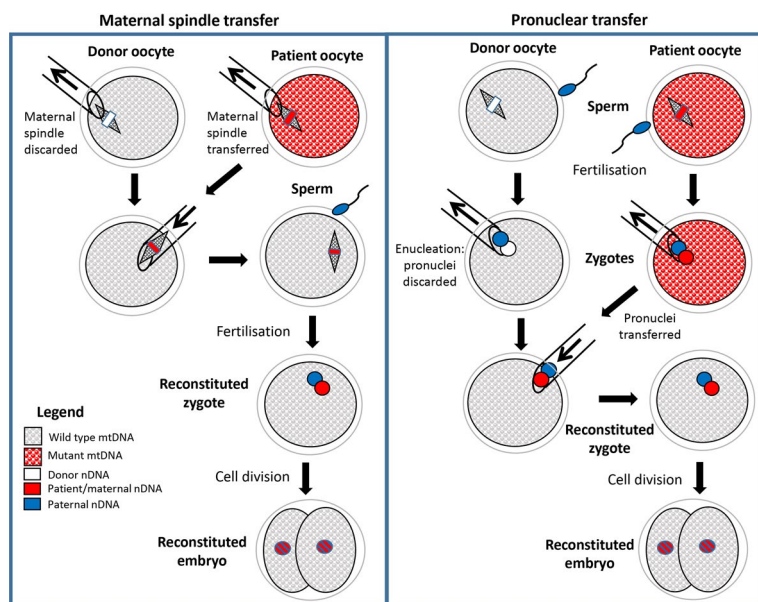 Maternal spindle transfer
Donor oocyte
Patient oocyte
Maternal
spindle
discarded
Maternal
spindle
transferred
Sperm
Fertilisation
Reconstituted
zygote
Legend
Wild type mtDNA
Mutant mtDNA
Donor nDNA
Patient/maternal nDNA
Paternal nDNA
Cell division
Reconstituted
embryo
Pronuclear transfer
Donor oocyte
Patient oocyte
Sperm
Fertilisation
Enucleation:
pronuclei
discarded
Zygotes
Pronuclei
transferred
Reconstituted
zygote
Cell division
Reconstituted
embryo